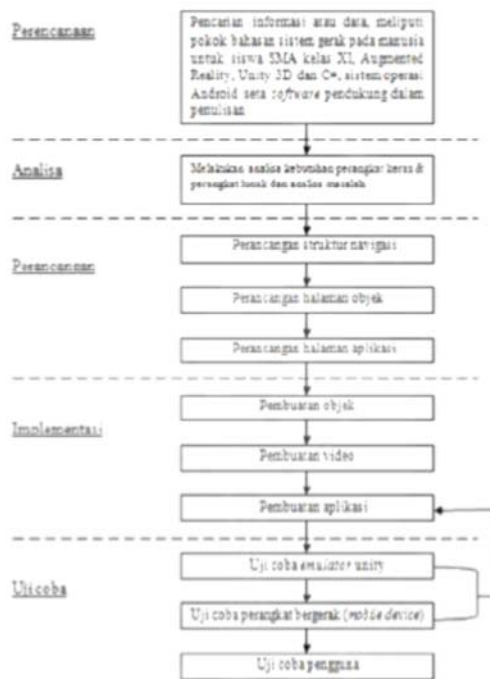 Perencanaan
Pencarian informasi atau data, meliputi
pokok bahasan sistem gerak pada manusia
untuk siswa SMA kelas XI, Augmented
Reality, Unity 3D dan C#, sistem operasi
Android seta software pendukung dalam
penulisan
Analisa
Melakukan analisa kebutuhan perangkat keras &
perangkat lunak dan analisa masalah
Perancangan
Perancangan struktur navigasi
Perancangan halaman objek
Perancangan halaman aplikasi
Implementasi
Pembuatan objek
Pembuatan video
Pembuatan aplikasi
Uji coba
Uji coba emulator unity
Uji coba perangkat bergerak (mobile device)
Uji coba pengguna